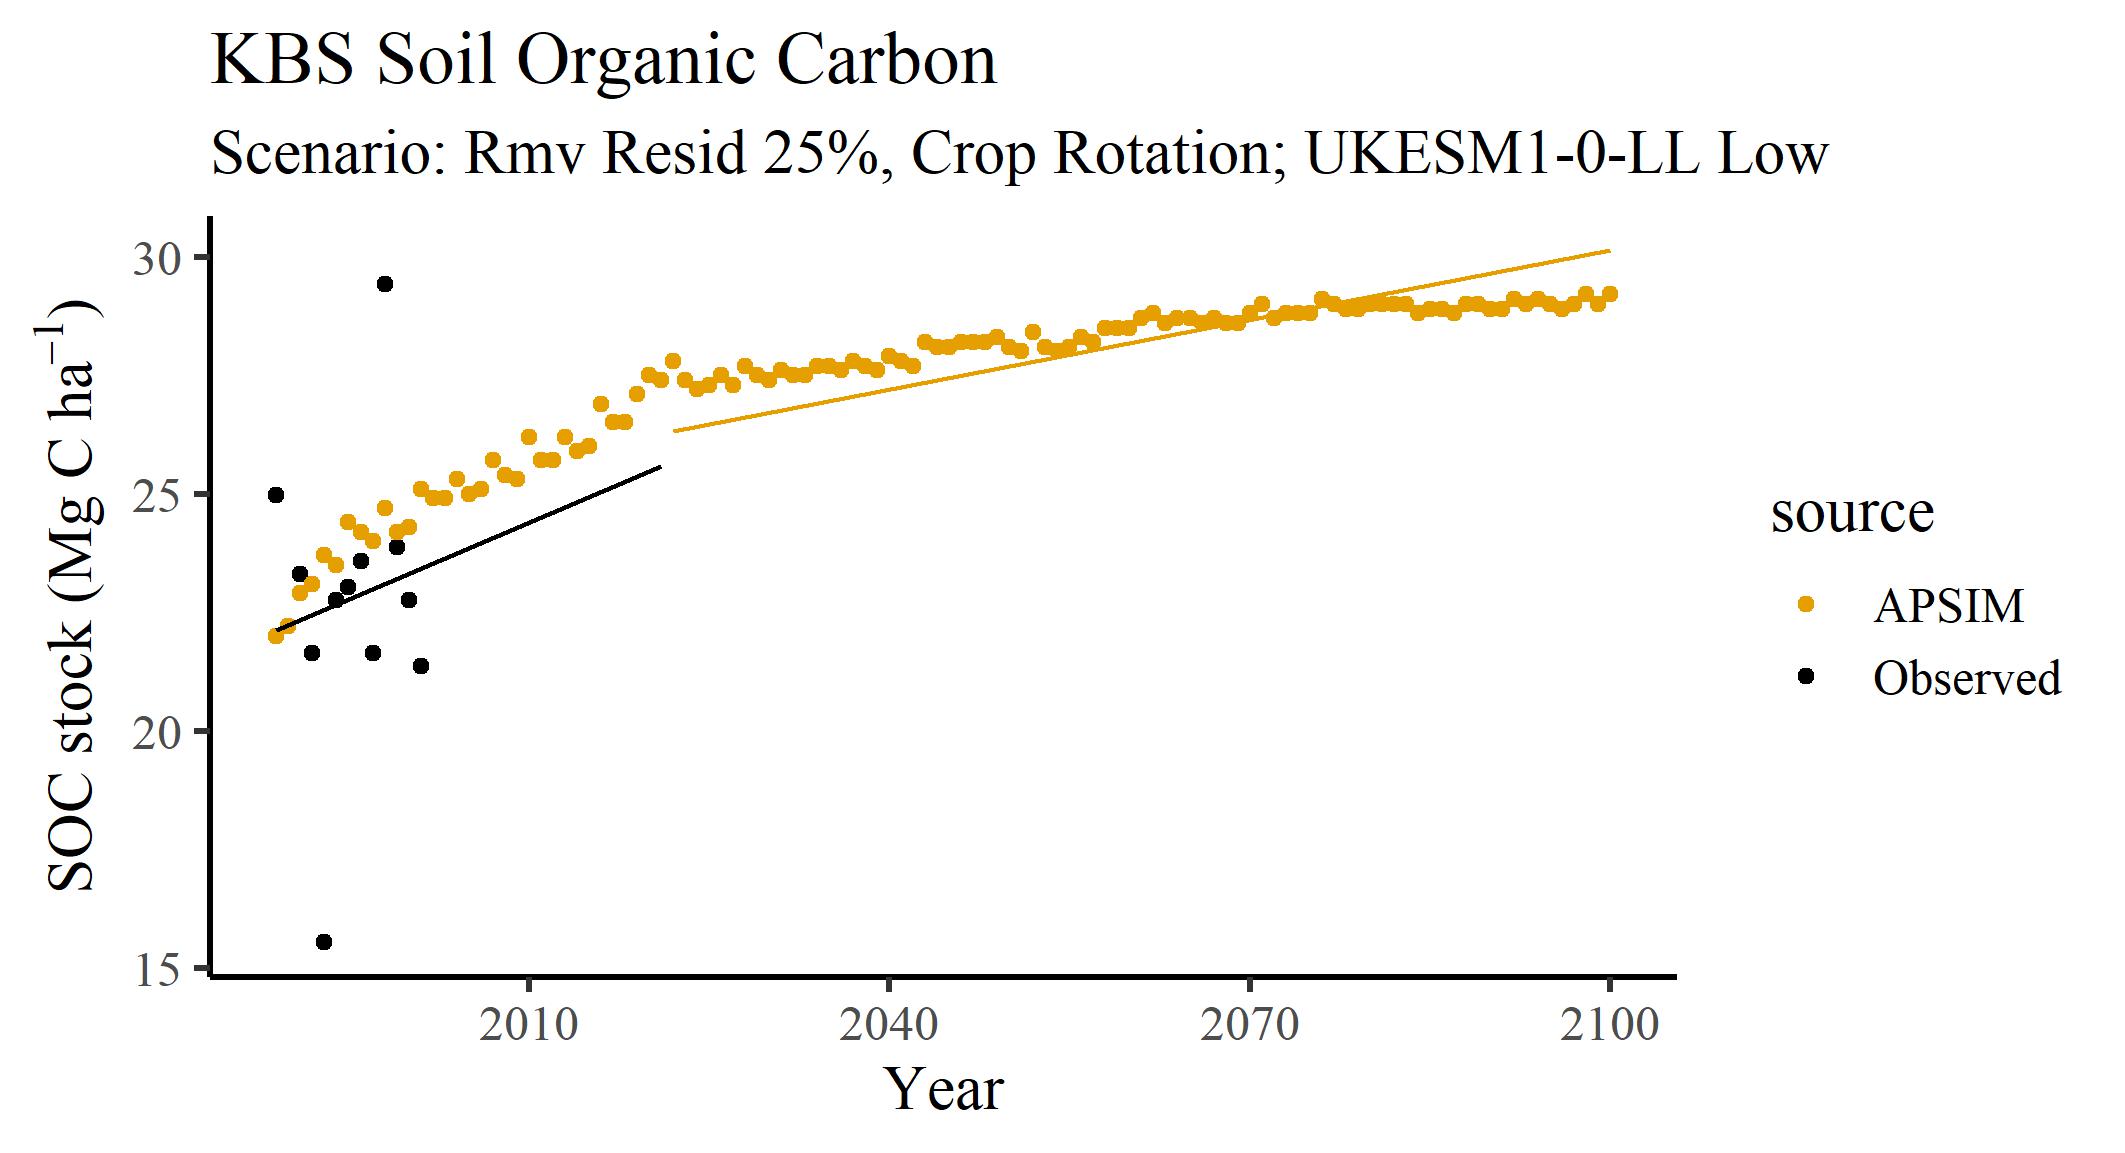 KBS Soil Organic Carbon
Scenario: Rmv Resid 25%, Crop Rotation; UKESM1-0-LL Low
SOC stock (Mg C ha⁻¹)
30
25
20
15
2010 2040 2070 2100
Year
source
APSIM
Observed